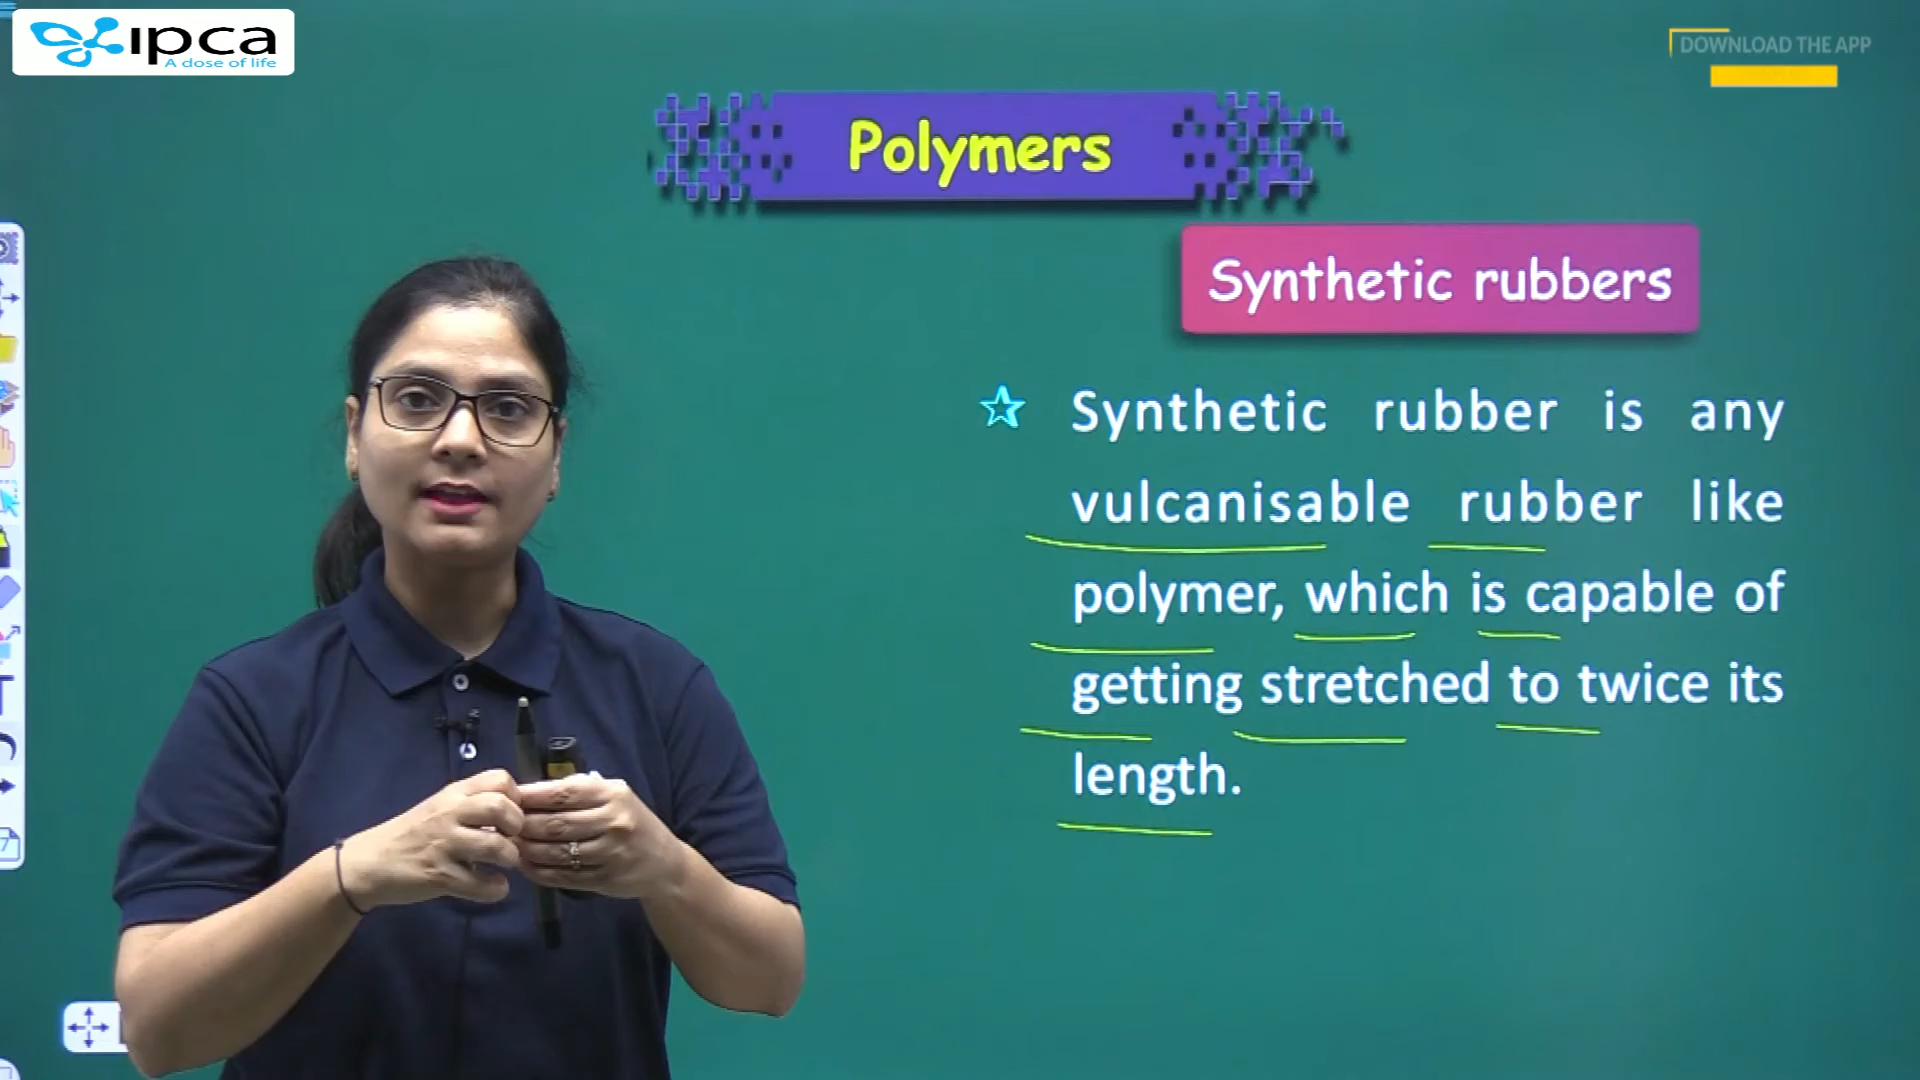 ipca
A dose of life
DOWNLOAD THE APP
Polymers
Synthetic rubbers
Synthetic rubber is any
vulcanisable rubber like
polymer, which is capable of
getting stretched to twice its
length.